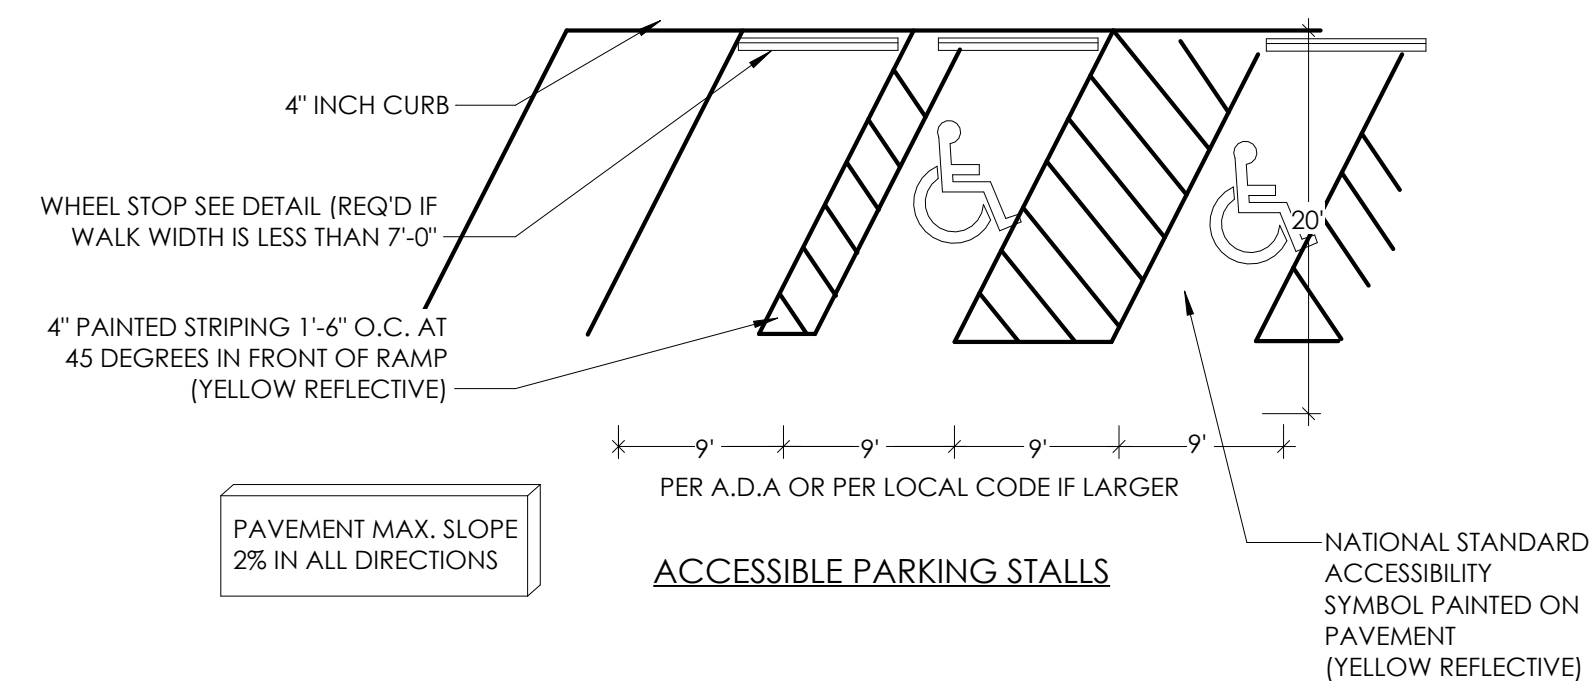 4" INCH CURB
WHEEL STOP SEE DETAIL (REQ'D IF
WALK WIDTH IS LESS THAN 7'-0"
4" PAINTED STRIPING 1'-6" O.C. AT
45 DEGREES IN FRONT OF RAMP
(YELLOW REFLECTIVE)
20'
9' 9' 9' 9'
PER A.D.A OR PER LOCAL CODE IF LARGER
PAVEMENT MAX. SLOPE
2% IN ALL DIRECTIONS
ACCESSIBLE PARKING STALLS
NATIONAL STANDARD
ACCESSIBILITY
SYMBOL PAINTED ON
PAVEMENT
(YELLOW REFLECTIVE)